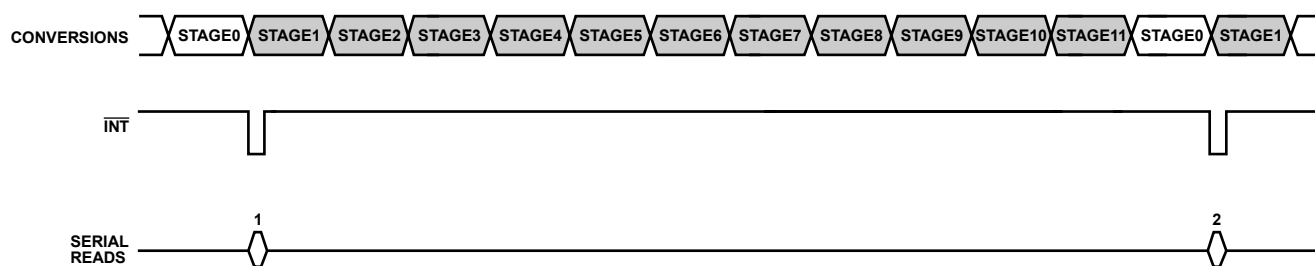 CONVERSIONS STAGE0 STAGE1 STAGE2 STAGE3 STAGE4 STAGE5 STAGE6 STAGE7 STAGE8 STAGE9 STAGE10 STAGE11 STAGE0 STAGE1
INT
1 2
SERIAL
READS